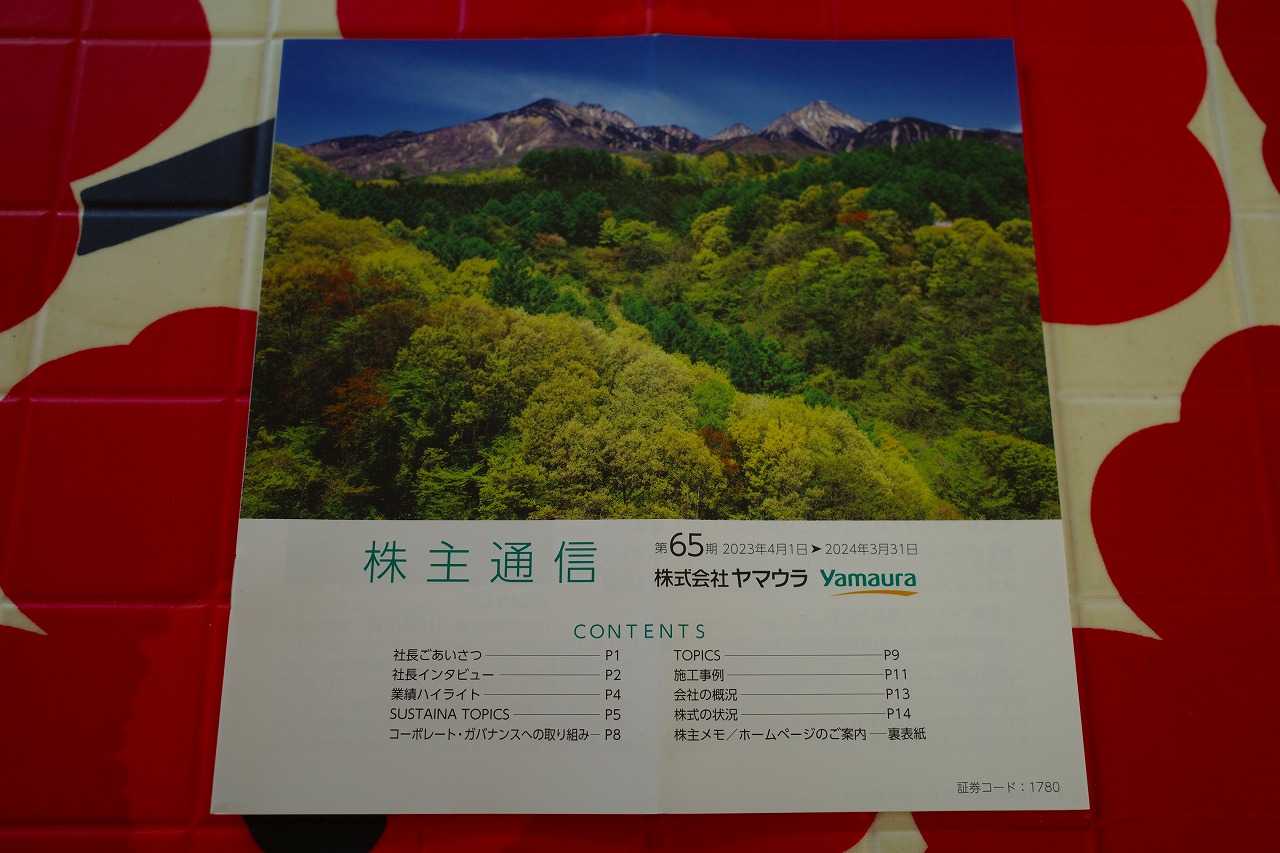 株主通信
第65期 2023年4月1日➤2024年3月31日
株式会社ヤマウラ Yamaura
CONTENTS
社長ごあいさつ P1
社長インタビュー P2
業績ハイライト P4
SUSTAINA TOPICS P5
コーポレート・ガバナンスへの取り組み P8
TOPICS P9
施工事例 P11
会社の概況 P13
株式の状況 P14
株主メモ／ホームページのご案内 裏表紙
証券コード：1780